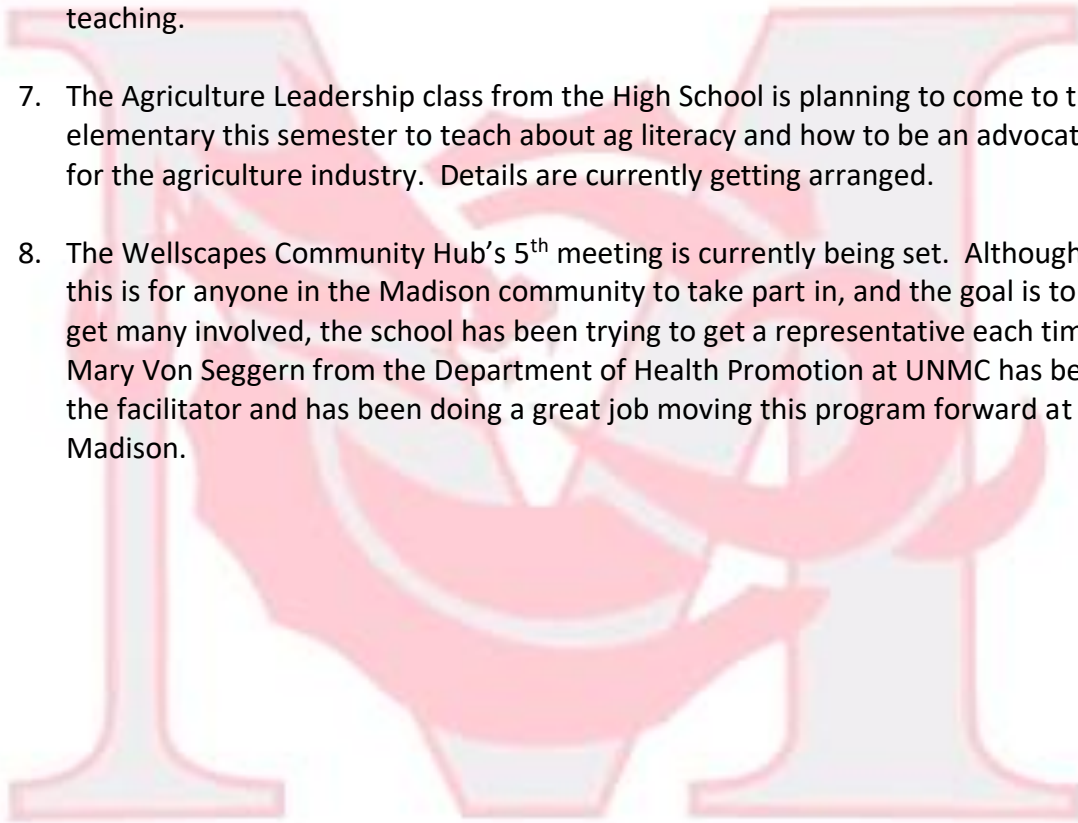 teaching.
7. The Agriculture Leadership class from the High School is planning to come to t
elementary this semester to teach about ag literacy and how to be an advocat
for the agriculture industry.  Details are currently getting arranged.
8. The Wellscapes Community Hub's 5th meeting is currently being set.  Although
this is for anyone in the Madison community to take part in, and the goal is to
get many involved, the school has been trying to get a representative each tim
Mary Von Seggern from the Department of Health Promotion at UNMC has be
the facilitator and has been doing a great job moving this program forward at
Madison.